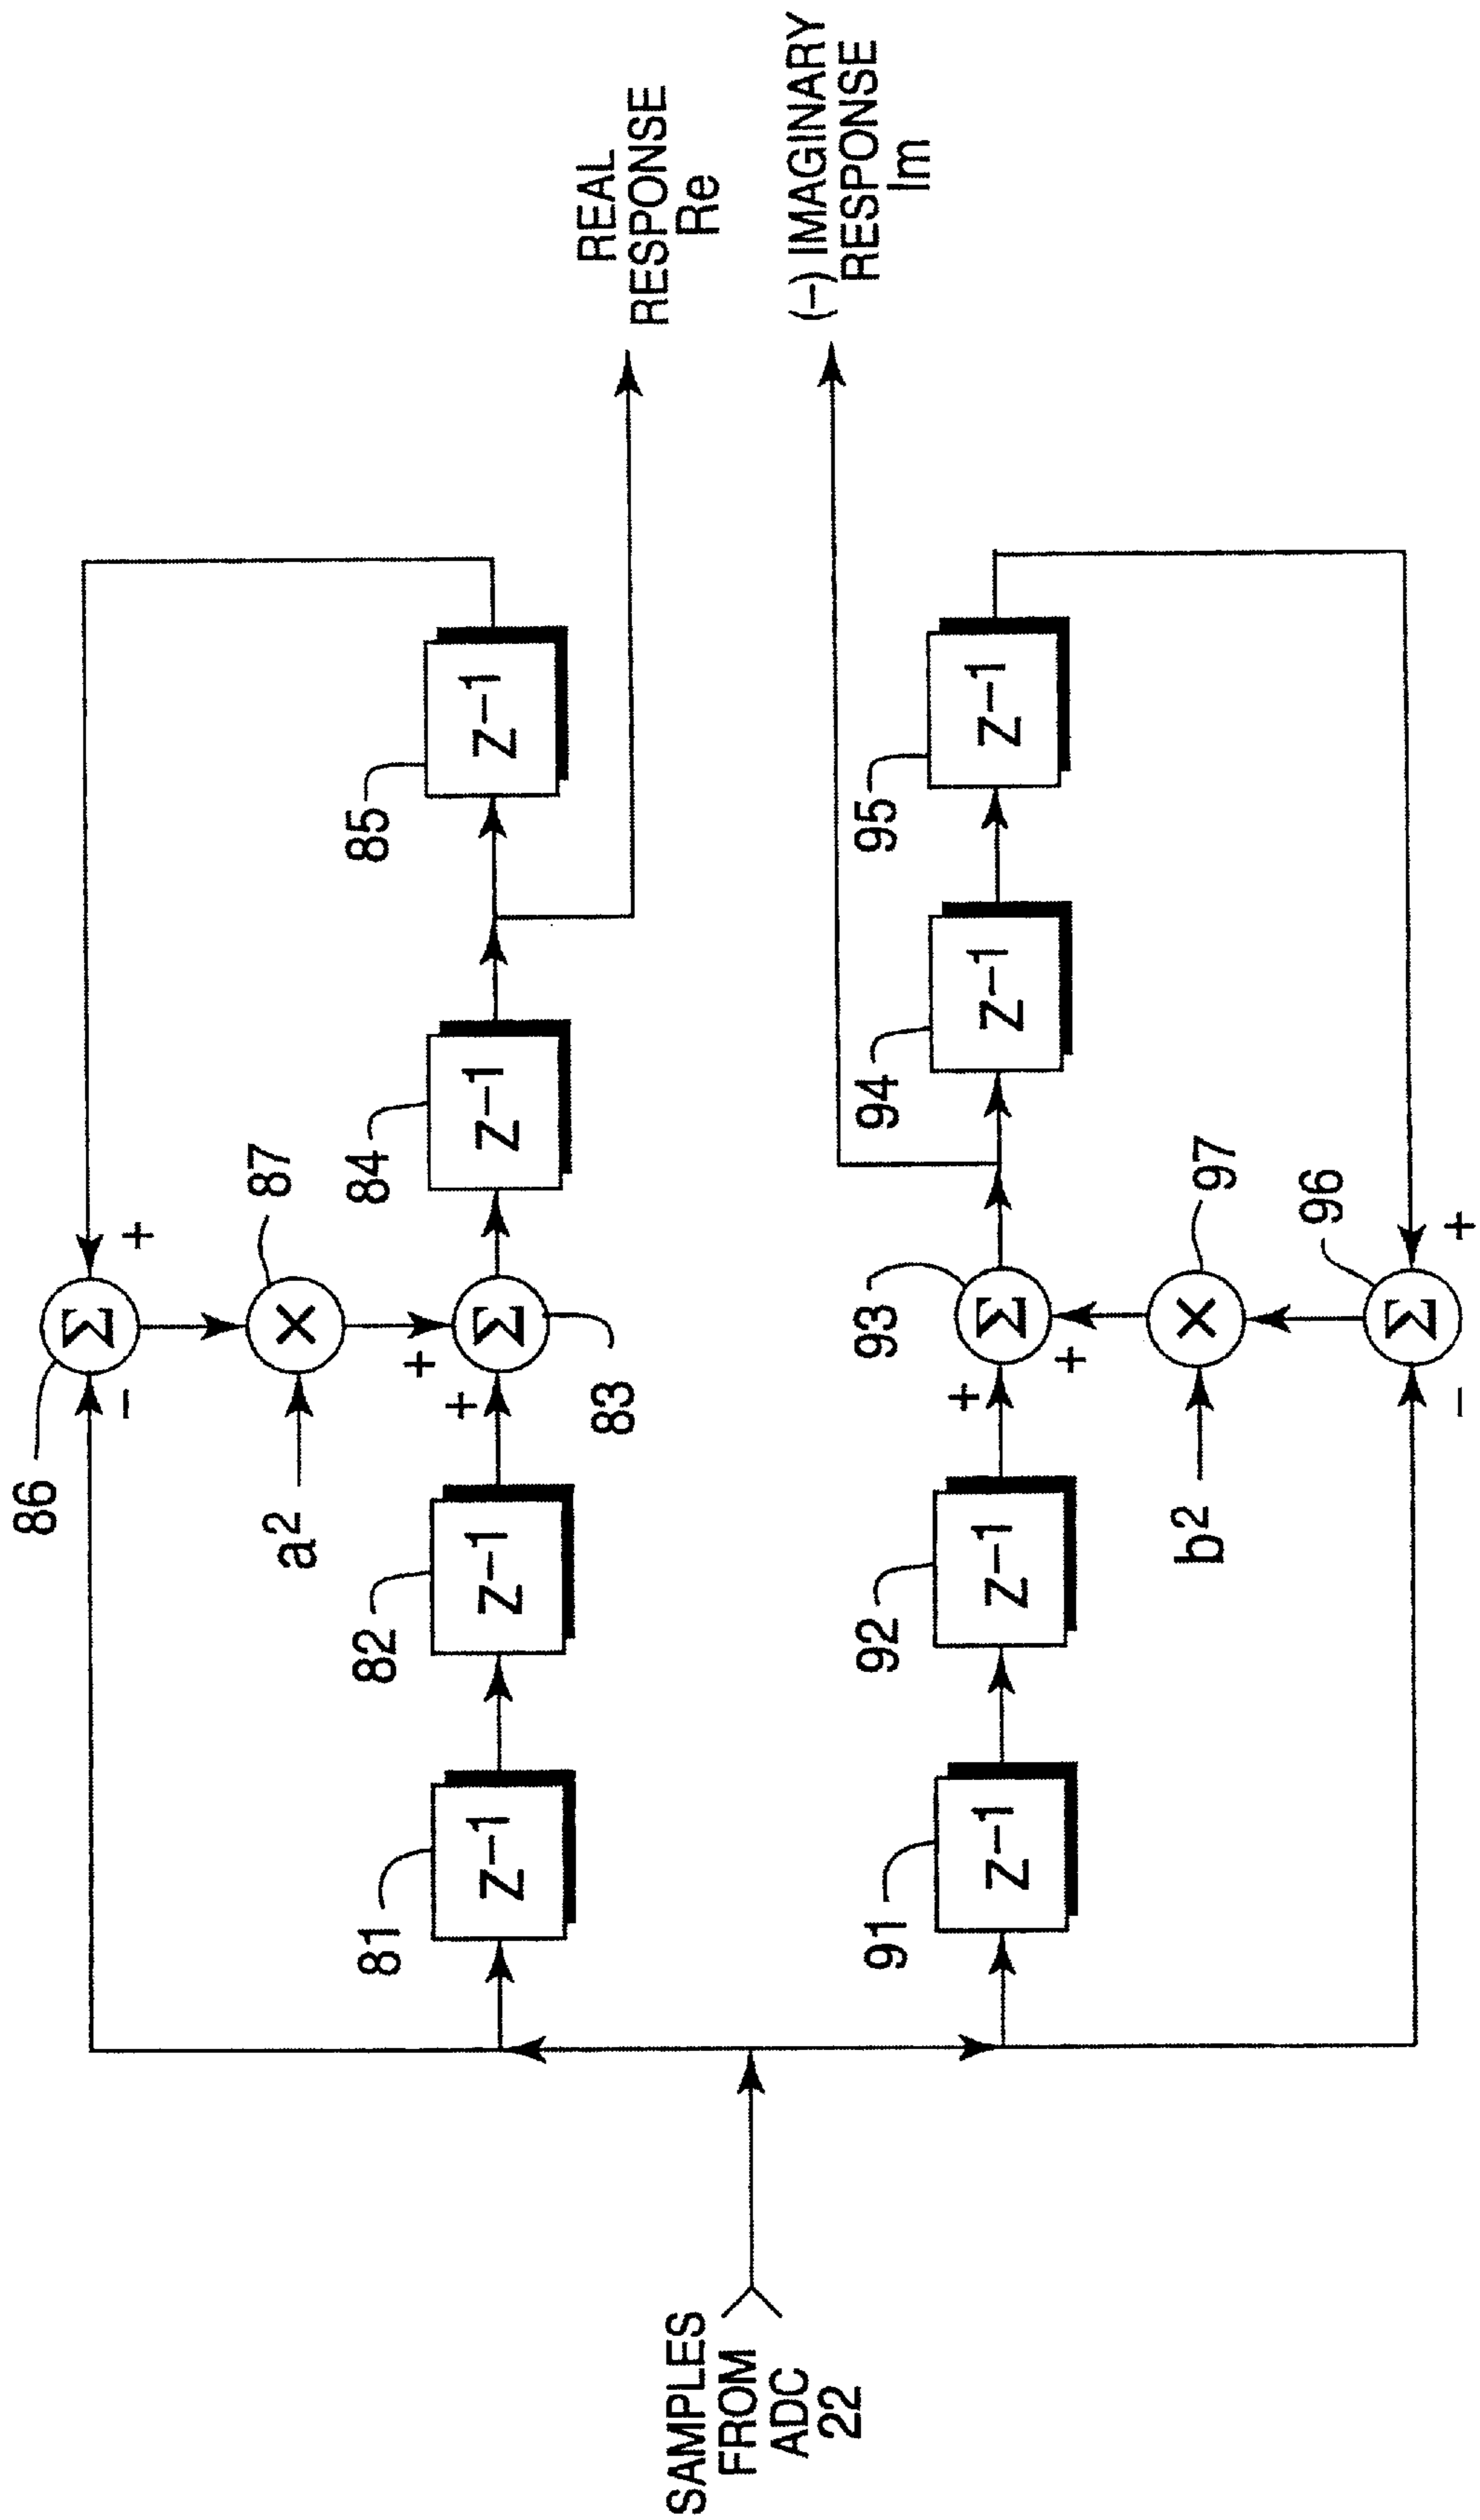 86
a²
-
+
87
+
+
83
81
z⁻¹
82
z⁻¹
Σ
×
Σ
84
z⁻¹
85
z⁻¹
REAL
RESPONSE
Re
SAMPLES
FROM
ADC
22
(-) IMAGINARY
RESPONSE
Im
91
z⁻¹
92
z⁻¹
+
93
Σ
+
94
z⁻¹
95
z⁻¹
b²
×
97
-
Σ
96
+